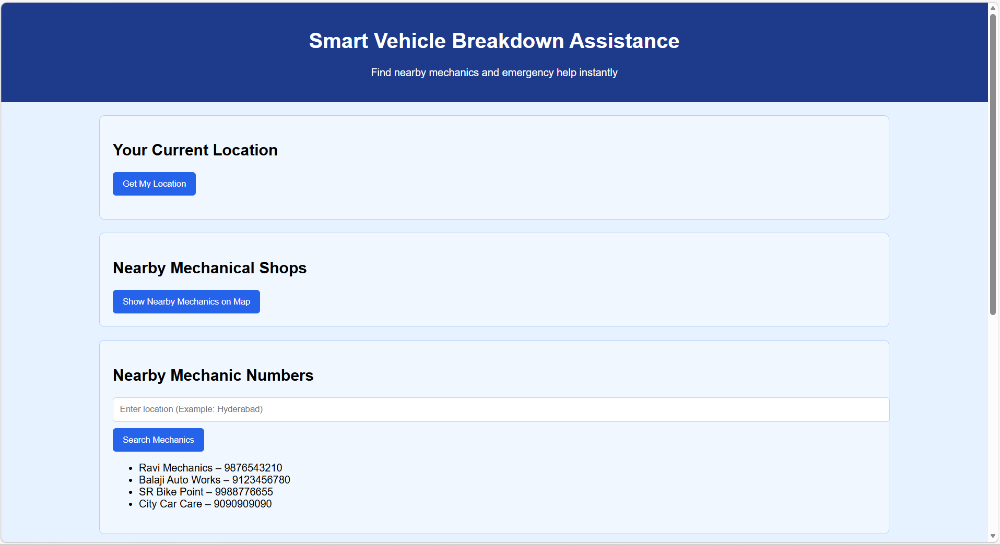 Smart Vehicle Breakdown Assistance
Find nearby mechanics and emergency help instantly
Your Current Location
Get My Location
Nearby Mechanical Shops
Show Nearby Mechanics on Map
Nearby Mechanic Numbers
Enter location (Example: Hyderabad)
Search Mechanics
• Ravi Mechanics – 9876543210
• Balaji Auto Works – 9123456780
• SR Bike Point – 9988776655
• City Car Care – 9090909090